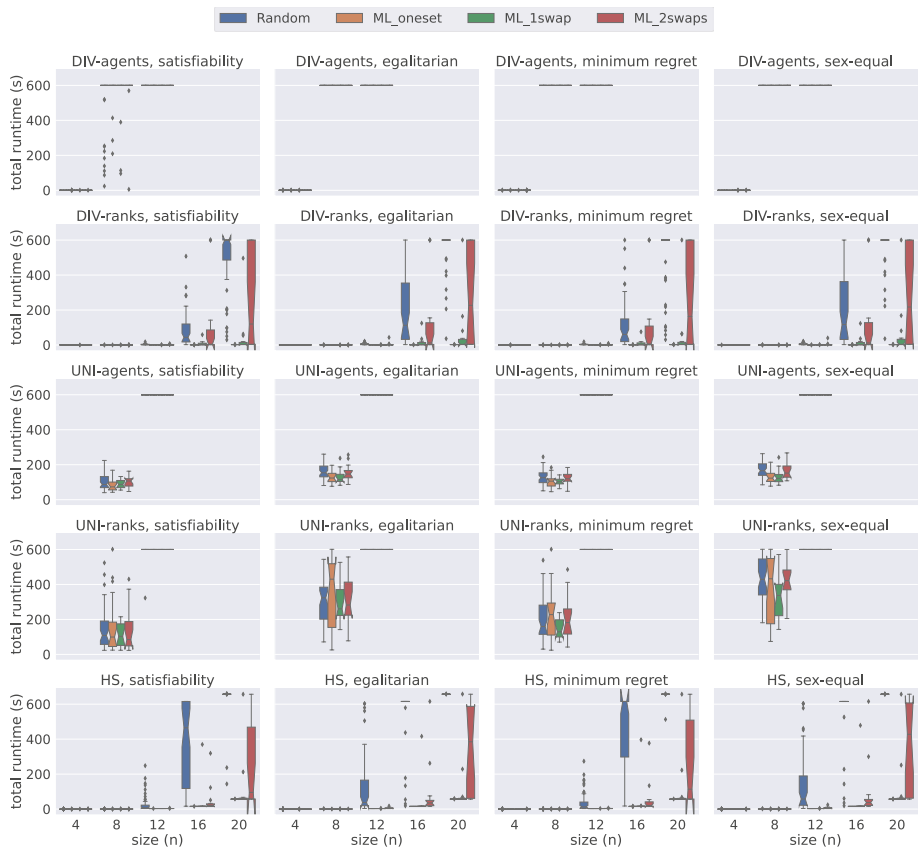 Random ML_oneset ML_1swap ML_2swaps
DIV-agents, satisfiability DIV-agents, egalitarian DIV-agents, minimum regret DIV-agents, sex-equal
total runtime (s)
600
400
200
0
DIV-ranks, satisfiability DIV-ranks, egalitarian DIV-ranks, minimum regret DIV-ranks, sex-equal
total runtime (s)
600
400
200
0
UNI-agents, satisfiability UNI-agents, egalitarian UNI-agents, minimum regret UNI-agents, sex-equal
total runtime (s)
600
400
200
0
UNI-ranks, satisfiability UNI-ranks, egalitarian UNI-ranks, minimum regret UNI-ranks, sex-equal
total runtime (s)
600
400
200
0
HS, satisfiability HS, egalitarian HS, minimum regret HS, sex-equal
total runtime (s)
600
400
200
0
4 8 12 16 20 4 8 12 16 20 4 8 12 16 20 4 8 12 16 20
size (n) size (n) size (n) size (n)